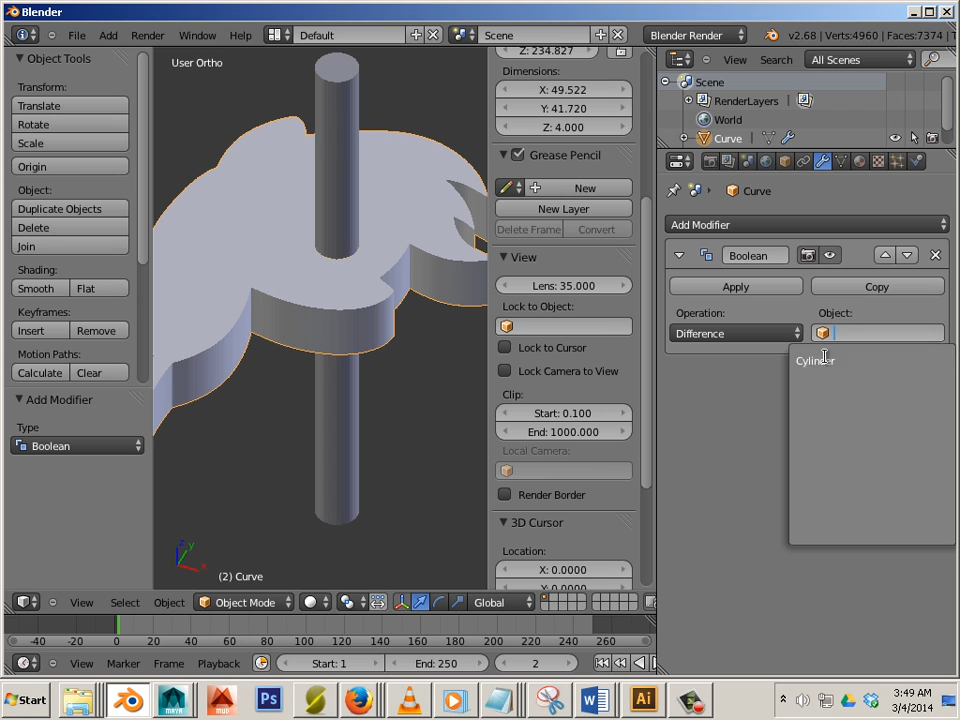 Blender
File Add Render Window Help Default Scene Blender Render v2.68 | Verts:4960 | Faces:7374 |
Object Tools
Transform:
Translate
Rotate
Scale
Origin
Object:
Duplicate Objects
Delete
Join
Shading:
Smooth Flat
Keyframes:
Insert Remove
Motion Paths:
Calculate Clear
Add Modifier
Type
Boolean
User Ortho
z y x
(2) Curve
Z: 234.827
Dimensions:
X: 49.522
Y: 41.720
Z: 4.000
Grease Pencil
New
New Layer
Delete Frame Convert
View
Lens: 35.000
Lock to Object:
Lock to Cursor
Lock Camera to View
Clip:
Start: 0.100
End: 1000.000
Local Camera:
Render Border
3D Cursor
Location:
X: 0.0000
Y: 0.0000
View Search All Scenes
Scene
RenderLayers
World
Curve
Curve
Add Modifier
Boolean
Apply Copy
Operation: Object:
Difference
Cylinder
View Select Object Object Mode Global
-40 -20 0 20 40 60 80 100 120 140 160 180 200 220 240 260
View Marker Frame Playback Start: 1 End: 250 2
Start Ps Ai
MAYA MUD
3:49 AM
3/4/2014